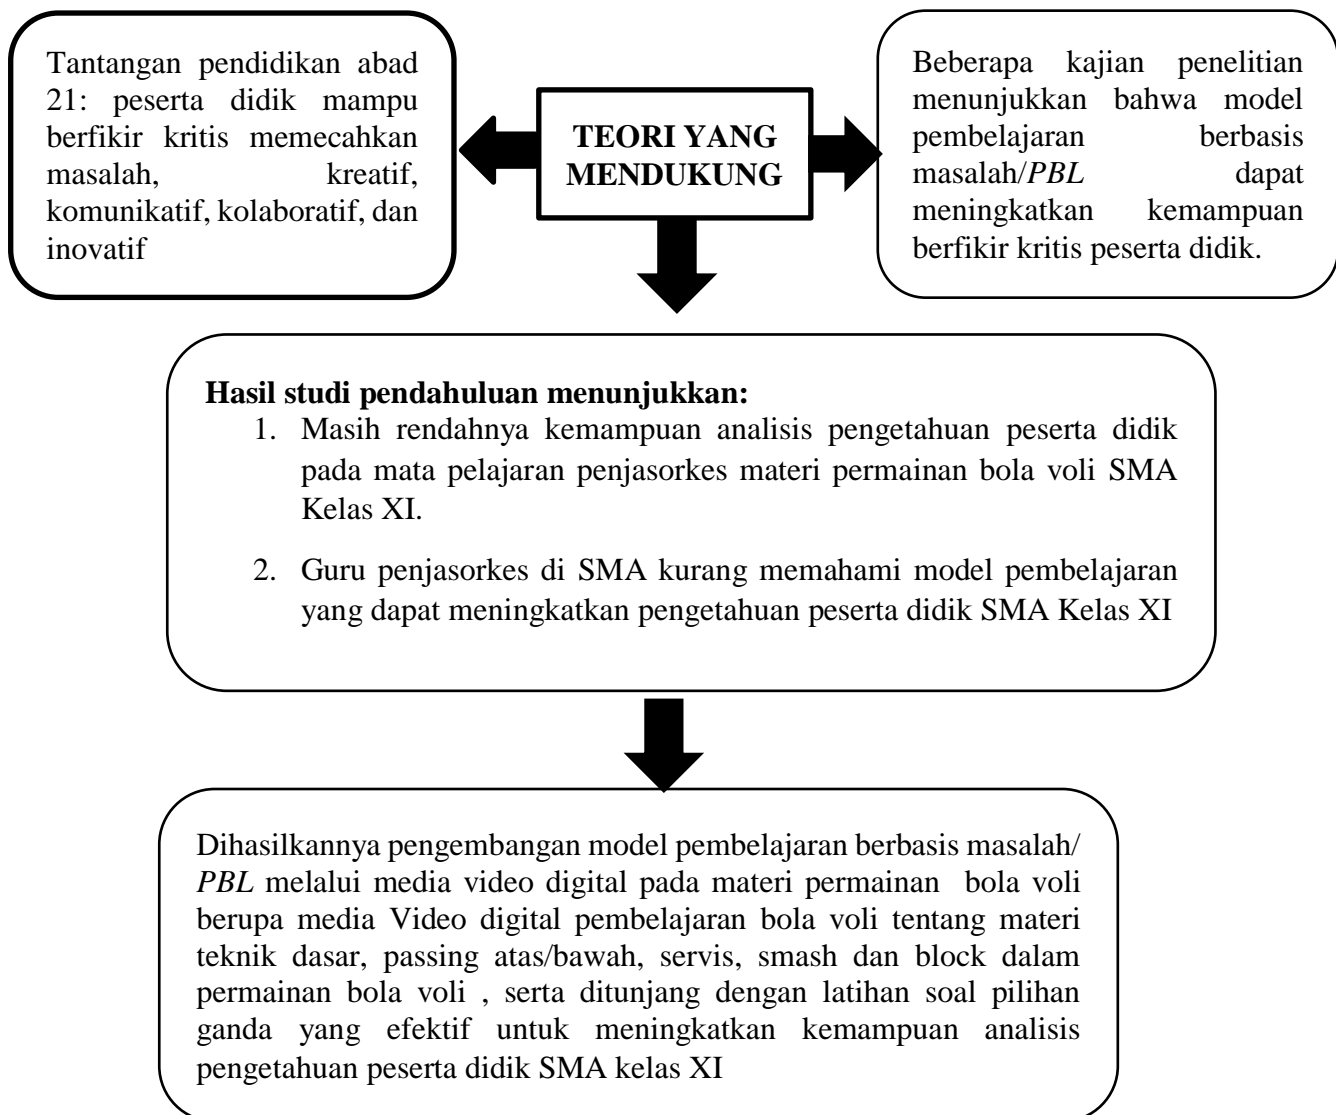 Tantangan pendidikan abad
21: peserta didik mampu
berfikir kritis memecahkan
masalah, kreatif,
komunikatif, kolaboratif, dan
inovatif
TEORI YANG
MENDUKUNG
Beberapa kajian penelitian
menunjukkan bahwa model
pembelajaran berbasis
masalah/PBL dapat
meningkatkan kemampuan
berfikir kritis peserta didik.
Hasil studi pendahuluan menunjukkan:
1. Masih rendahnya kemampuan analisis pengetahuan peserta didik
pada mata pelajaran penjasorkes materi permainan bola voli SMA
Kelas XI.
2. Guru penjasorkes di SMA kurang memahami model pembelajaran
yang dapat meningkatkan pengetahuan peserta didik SMA Kelas XI
Dihasilkannya pengembangan model pembelajaran berbasis masalah/
PBL melalui media video digital pada materi permainan bola voli
berupa media Video digital pembelajaran bola voli tentang materi
teknik dasar, passing atas/bawah, servis, smash dan block dalam
permainan bola voli , serta ditunjang dengan latihan soal pilihan
ganda yang efektif untuk meningkatkan kemampuan analisis
pengetahuan peserta didik SMA kelas XI